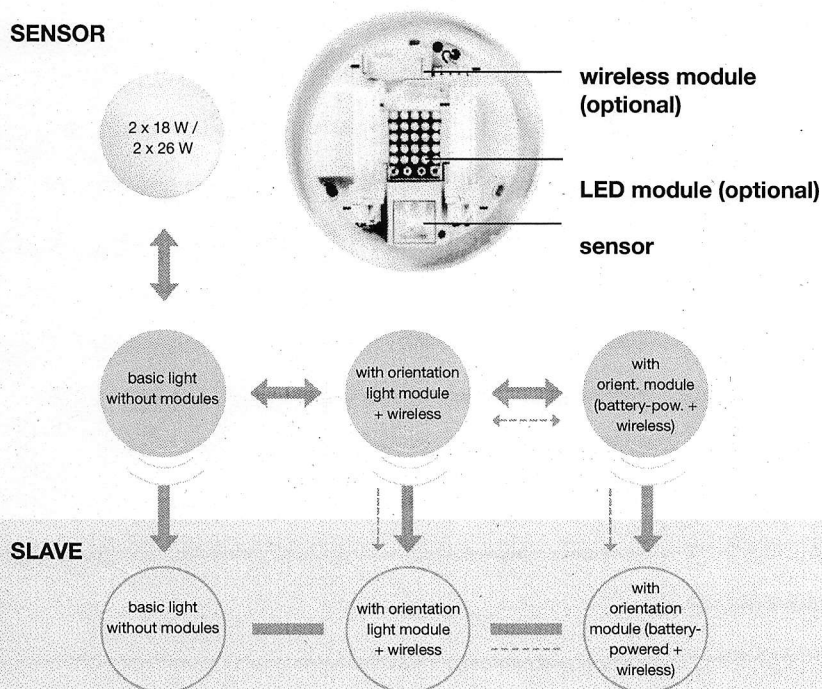 SENSOR
2 x 18 W /
2 x 26 W
wireless module
(optional)
LED module (optional)
sensor
basic light
without modules
with orientation
light module
+ wireless
with
orient. module
(battery-pow. +
wireless)
SLAVE
basic light
without modules
with orientation
light module
+ wireless
with
orientation
module (battery-
powered +
wireless)